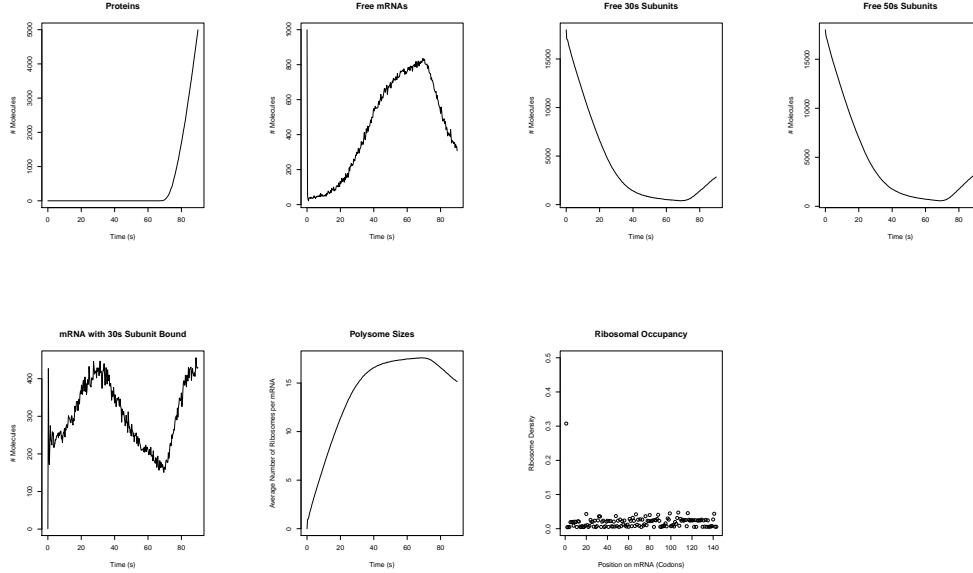 Proteins
Free mRNAs
Free 30s Subunits
Free 50s Subunits
# Molecules
0 1000 2000 3000 4000 5000
0 20 40 60 80
Time (s)
# Molecules
0 200 400 600 800 1000
0 20 40 60 80
Time (s)
# Molecules
0 5000 10000 15000
0 20 40 60 80
Time (s)
# Molecules
0 5000 10000 15000
0 20 40 60 80
Time (s)
mRNA with 30s Subunit Bound
Polysome Sizes
Ribosomal Occupancy
# Molecules
0 100 200 300 400
0 20 40 60 80
Time (s)
Average Number of Ribosomes per mRNA
0 5 10 15
0 20 40 60 80
Time (s)
Ribosome Density
0.0 0.1 0.2 0.3 0.4 0.5
0 20 40 60 80 100 120 140
Position on mRNA (Codons)